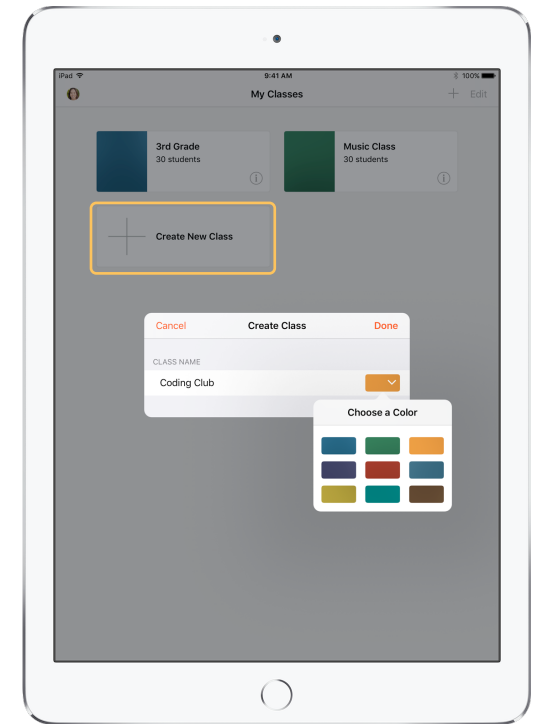 iPad 9:41 AM 100%
My Classes Edit
3rd Grade
30 students
Music Class
30 students
Create New Class
Cancel Create Class Done
CLASS NAME
Coding Club
Choose a Color